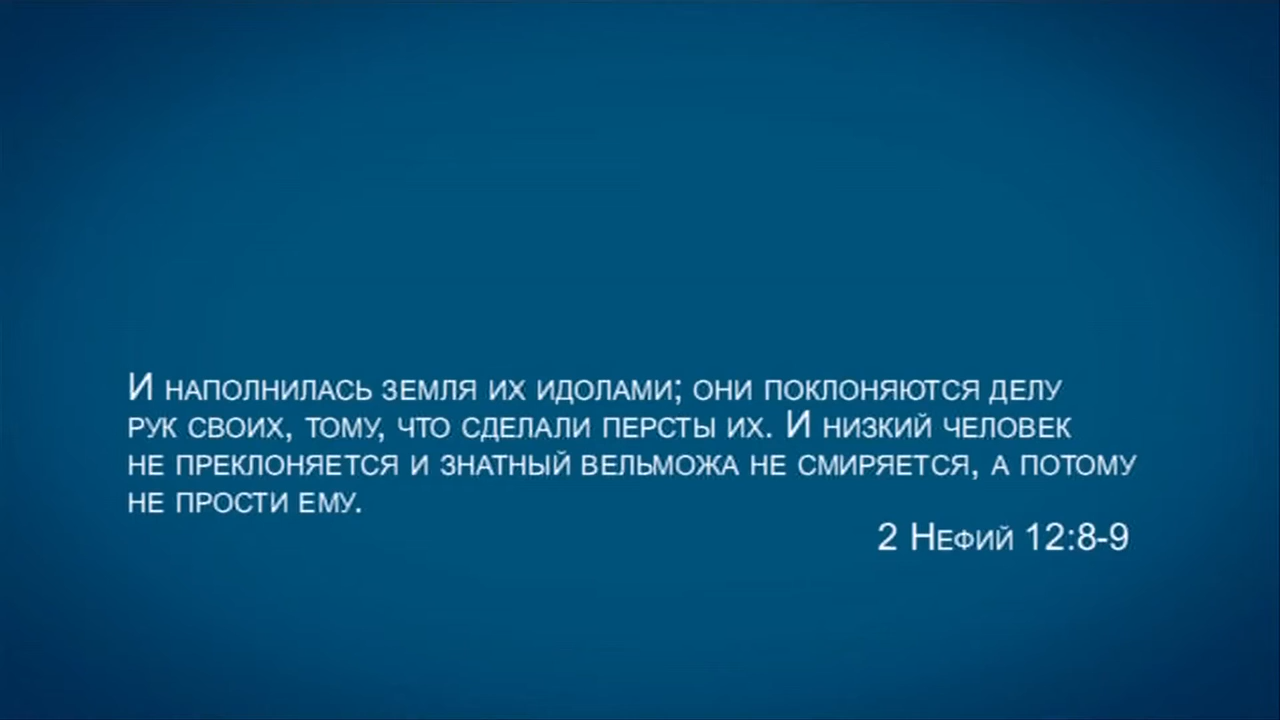 И наполнилась земля их идолами; они поклоняются делу
рук своих, тому, что сделали персты их. И низкий человек
не преклоняется и знатный вельможа не смиряется, а потому
не прости ему.
2 Нефий 12:8-9